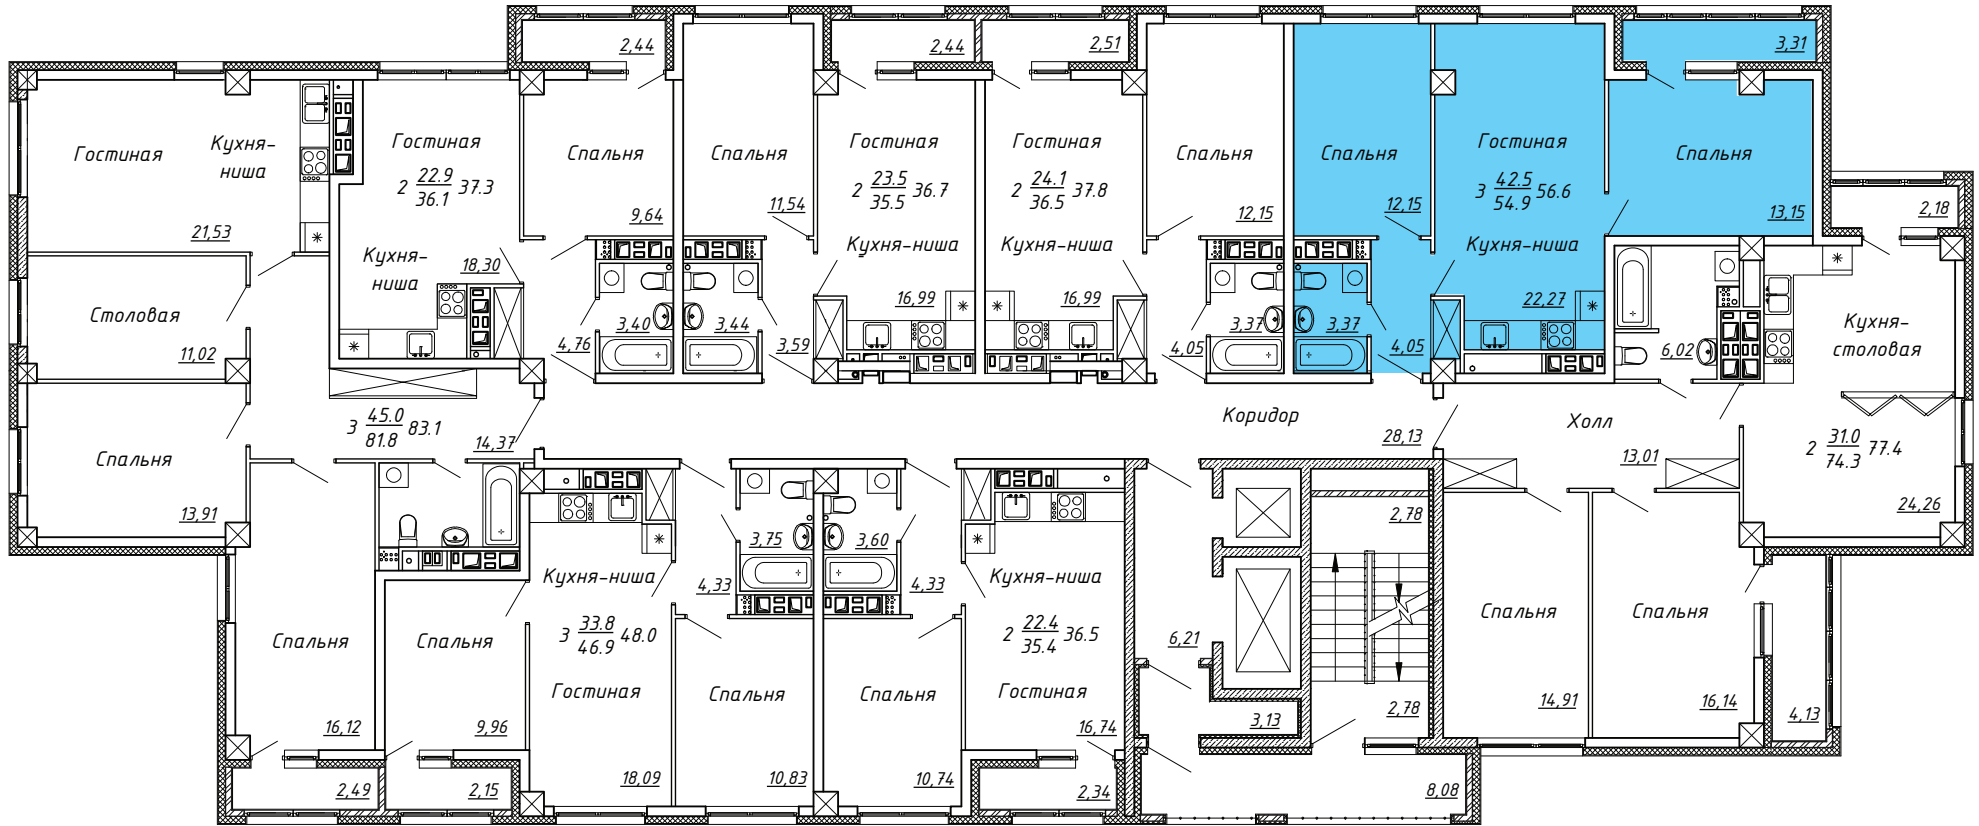 2,44
2,44
2,51
3,31
Гостиная
Кухня-
ниша
21,53
Гостиная
2 22.9 37.3
36.1
Кухня-
ниша
18,30
Спальня
9,64
Спальня
11,54
2 23.5 36.7
35.5
Гостиная
Кухня-ниша
16,99
Гостиная
2 24.1 37.8
36.5
Кухня-ниша
16,99
Спальня
12,15
Спальня
12,15
Гостиная
3 42.5 56.6
54.9
Кухня-ниша
22,27
Спальня
13,15
2,18
Столовая
11,02
3,40
4,76
3,44
3,59
3,37
4,05
3,37
4,05
6,02
Кухня-
столовая
3 45.0 83.1
81.8
14,37
Коридор
28,13
Холл
13,01
2 31.0 77.4
74.3
24,26
Спальня
13,91
3,75
4,33
3,60
4,33
2,78
Спальня
16,12
Спальня
9,96
Кухня-ниша
3 33.8 48.0
46.9
Гостиная
18,09
Спальня
10,83
Спальня
10,74
Кухня-ниша
2 22.4 36.5
35.4
Гостиная
16,74
6,21
3,13
2,78
Спальня
14,91
Спальня
16,14
4,13
2,49
2,15
2,34
8,08